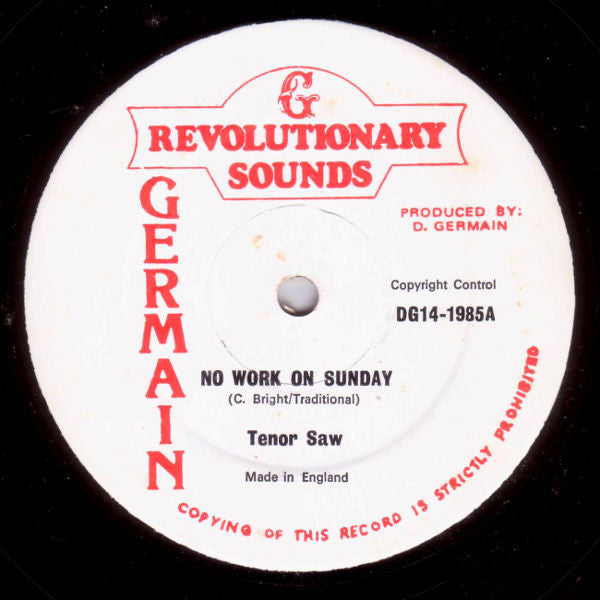 G
REVOLUTIONARY
SOUNDS
GERMAIN
PRODUCED BY:
D. GERMAIN
Copyright Control
DG14-1985A
NO WORK ON SUNDAY
(C. Bright/Traditional)
Tenor Saw
Made in England
COPYING OF THIS RECORD IS STRICTLY PROHIBITED